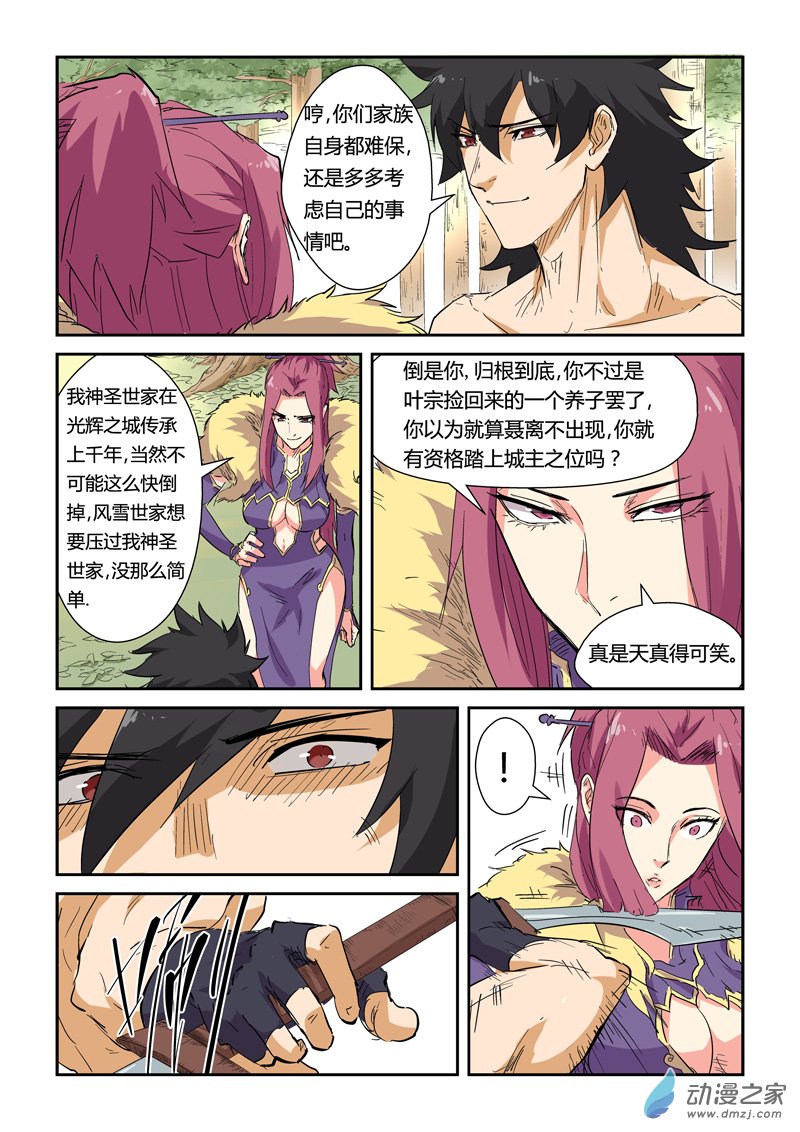 哼，你们家族
自身都难保，
还是多多考
虑自己的事
情吧。
我神圣世家在
光辉之城传承
上千年，当然不
可能这么快倒
掉，风雪世家想
要压过我神圣
世家，没那么简
单.
倒是你，归根到底，你不过是
叶宗捡回来的一个养子罢了，
你以为就算聂离不出现，你就
有资格踏上城主之位吗？
真是天真得可笑。
！
动漫之家
www.dmzj.com